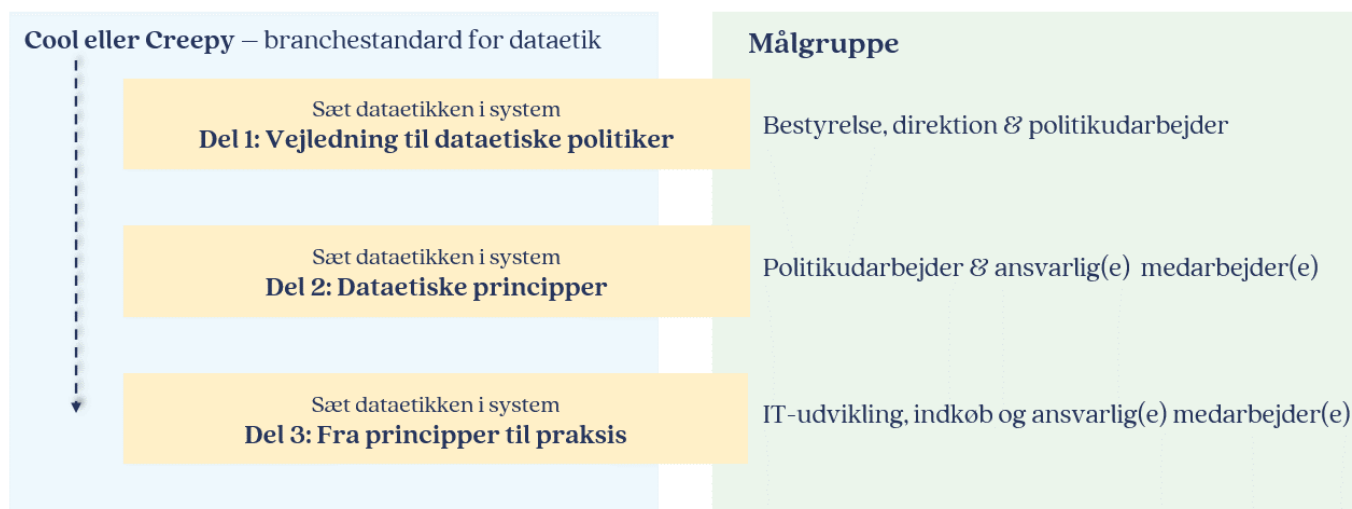 Cool eller Creepy – branchestandard for dataetik
Målgruppe
Sæt dataetikken i system
Del 1: Vejledning til dataetiske politiker
Bestyrelse, direktion & politikudarbejder
Sæt dataetikken i system
Del 2: Dataetiske principper
Politikudarbejder & ansvarlig(e) medarbejder(e)
Sæt dataetikken i system
Del 3: Fra principper til praksis
IT-udvikling, indkøb og ansvarlig(e) medarbejder(e)